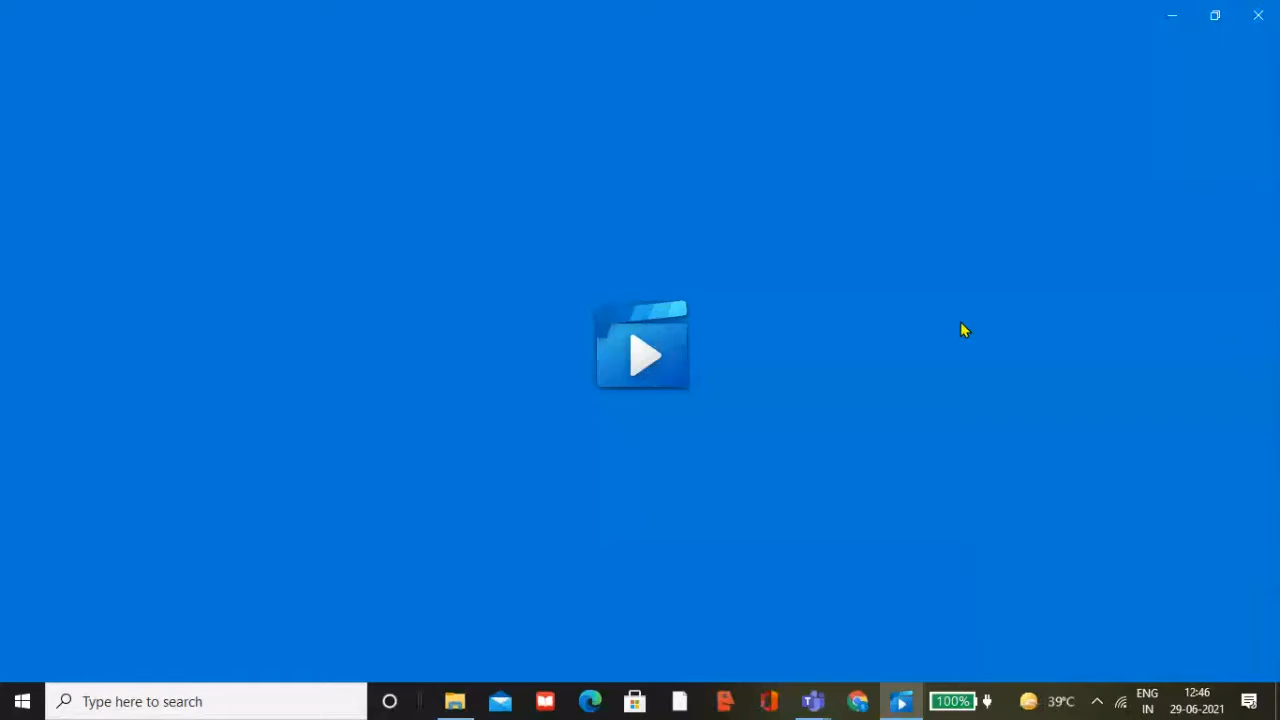 Type here to search
100%
39°C
ENG
IN
12:46
29-06-2021